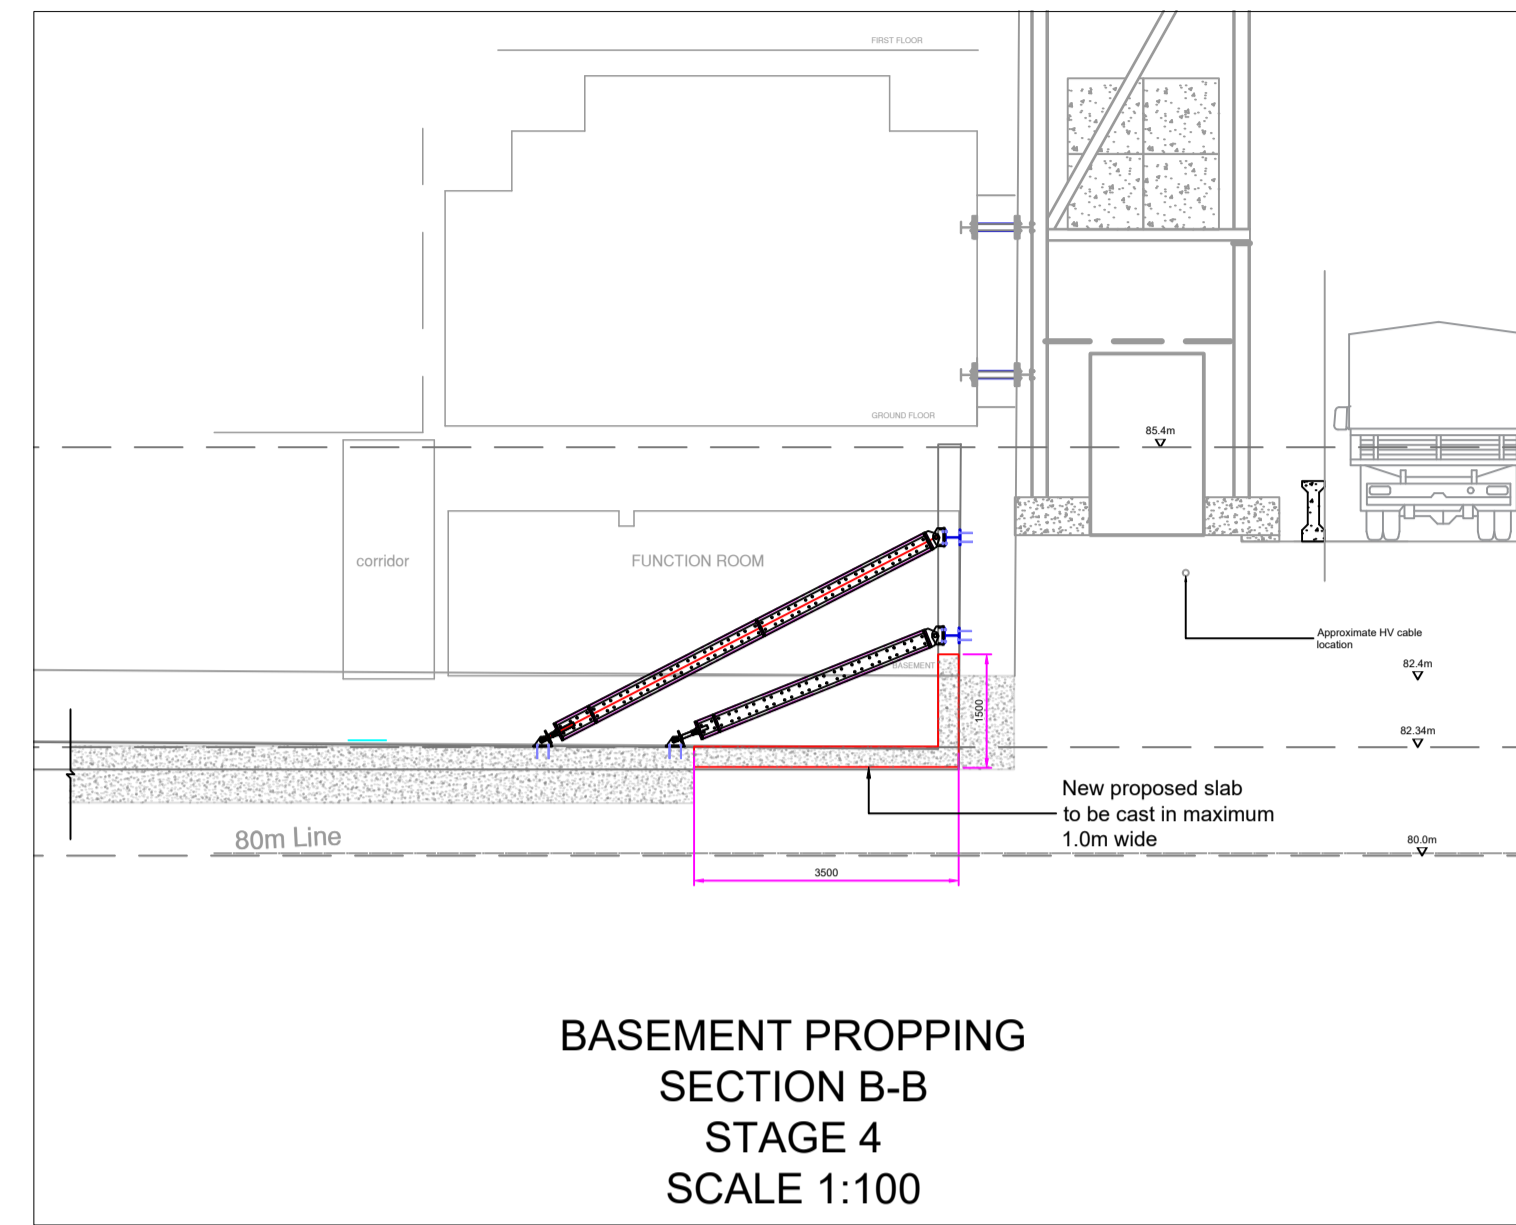 FIRST FLOOR
GROUND FLOOR
85.4m
corridor
FUNCTION ROOM
BASEMENT
Approximate HV cable
location
82.4m
1500
82.34m
New proposed slab
to be cast in maximum
1.0m wide
80m Line
80.0m
3500
BASEMENT PROPPING
SECTION B-B
STAGE 4
SCALE 1:100